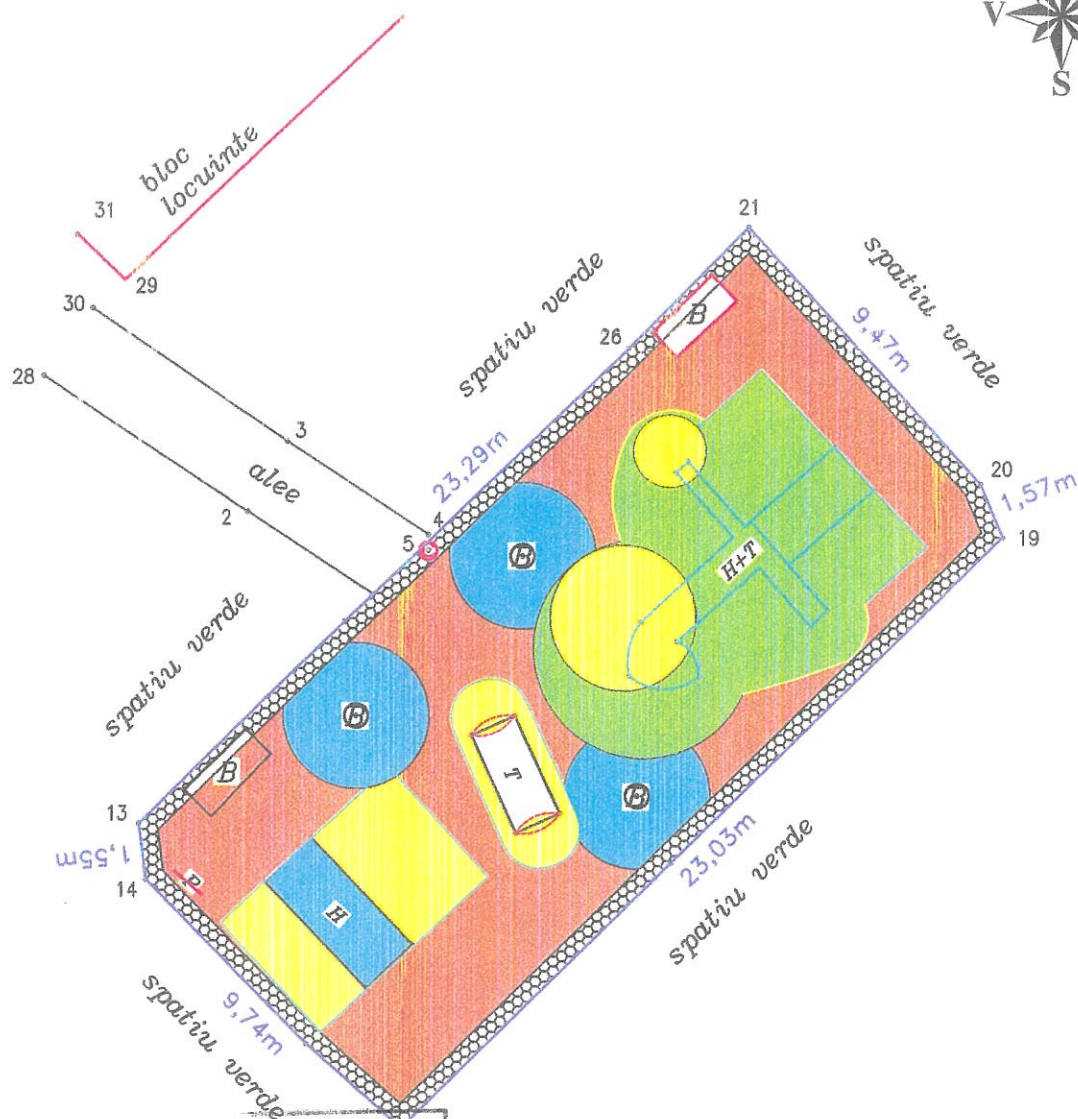 V
S
bloc
locuinte
31
29
30
28
21
spatiu verde
spatiu verde
9,47m
26
B
3
alee
2
23,29m
4
5
20
1,57m
19
B
H+T
spatiu verde
B
T
B
B
13
1,55m
14
P
H
23,03m
spatiu verde
spatiu verde
9,74m